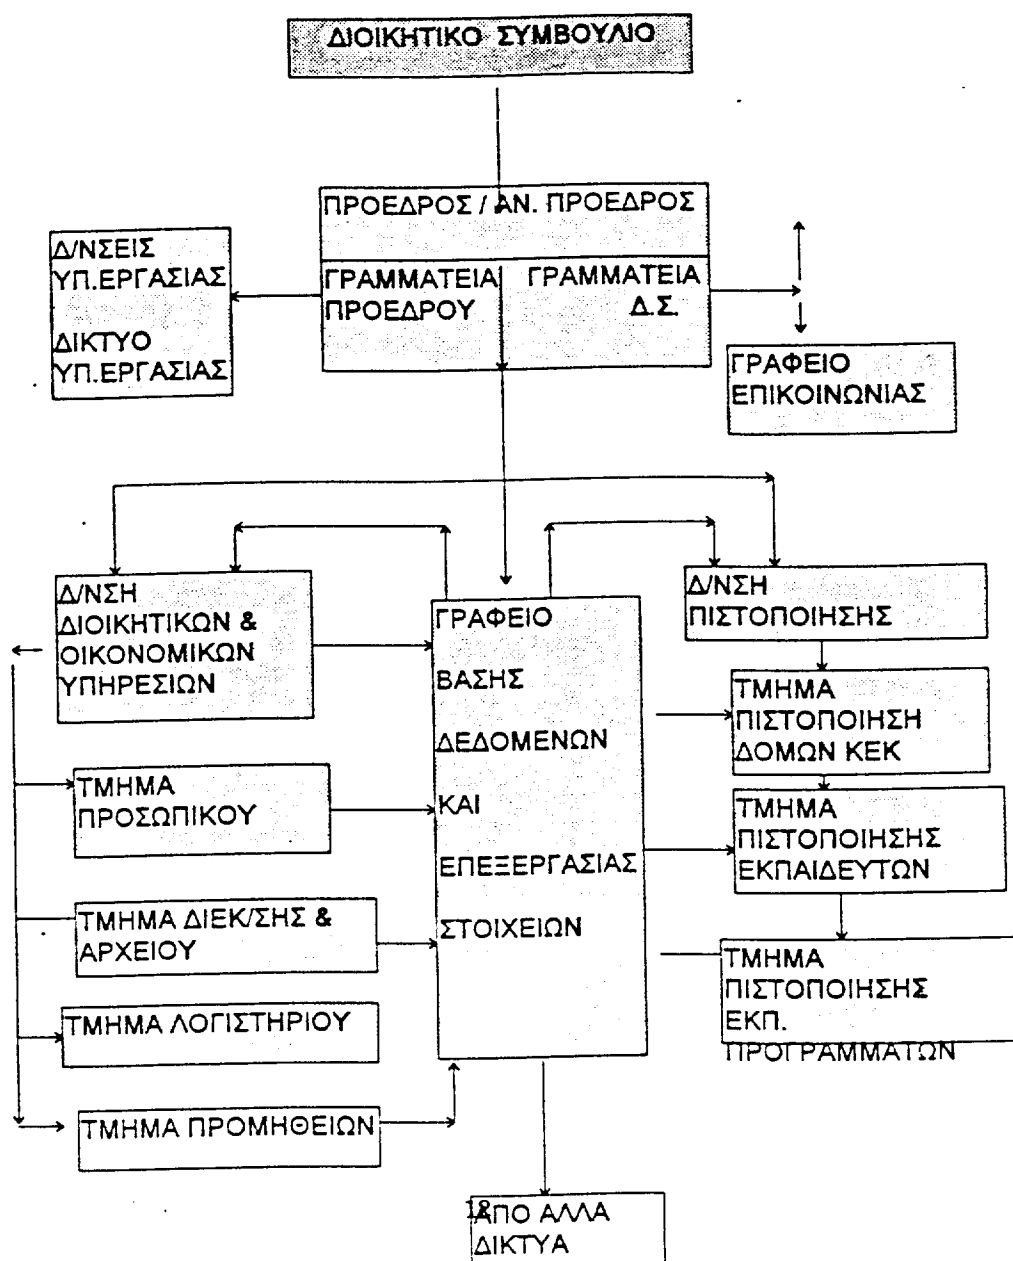 ΔΙΟΙΚΗΤΙΚΟ ΣΥΜΒΟΥΛΙΟ
ΠΡΟΕΔΡΟΣ / ΑΝ. ΠΡΟΕΔΡΟΣ
ΓΡΑΜΜΑΤΕΙΑ
ΠΡΟΕΔΡΟΥ
ΓΡΑΜΜΑΤΕΙΑ
Δ.Σ.
Δ/ΝΣΕΙΣ
ΥΠ.ΕΡΓΑΣΙΑΣ
ΔΙΚΤΥΟ
ΥΠ.ΕΡΓΑΣΙΑΣ
ΓΡΑΦΕΙΟ
ΕΠΙΚΟΙΝΩΝΙΑΣ
Δ/ΝΣΗ
ΔΙΟΙΚΗΤΙΚΩΝ &
ΟΙΚΟΝΟΜΙΚΩΝ
ΥΠΗΡΕΣΙΩΝ
ΤΜΗΜΑ
ΠΡΟΣΩΠΙΚΟΥ
ΤΜΗΜΑ ΔΙΕΚ/ΣΗΣ &
ΑΡΧΕΙΟΥ
ΤΜΗΜΑ ΛΟΓΙΣΤΗΡΙΟΥ
ΤΜΗΜΑ ΠΡΟΜΗΘΕΙΩΝ
ΓΡΑΦΕΙΟ
ΒΑΣΗΣ
ΔΕΔΟΜΕΝΩΝ
ΚΑΙ
ΕΠΕΞΕΡΓΑΣΙΑΣ
ΣΤΟΙΧΕΙΩΝ
Δ/ΝΣΗ
ΠΙΣΤΟΠΟΙΗΣΗΣ
ΤΜΗΜΑ
ΠΙΣΤΟΠΟΙΗΣΗ
ΔΟΜΩΝ ΚΕΚ
ΤΜΗΜΑ
ΠΙΣΤΟΠΟΙΗΣΗΣ
ΕΚΠΑΙΔΕΥΤΩΝ
ΤΜΗΜΑ
ΠΙΣΤΟΠΟΙΗΣΗΣ
ΕΚΠ.
ΠΡΟΓΡΑΜΜΑΤΩΝ
ΑΠΟ ΑΛΛΑ
ΔΙΚΤΥΑ